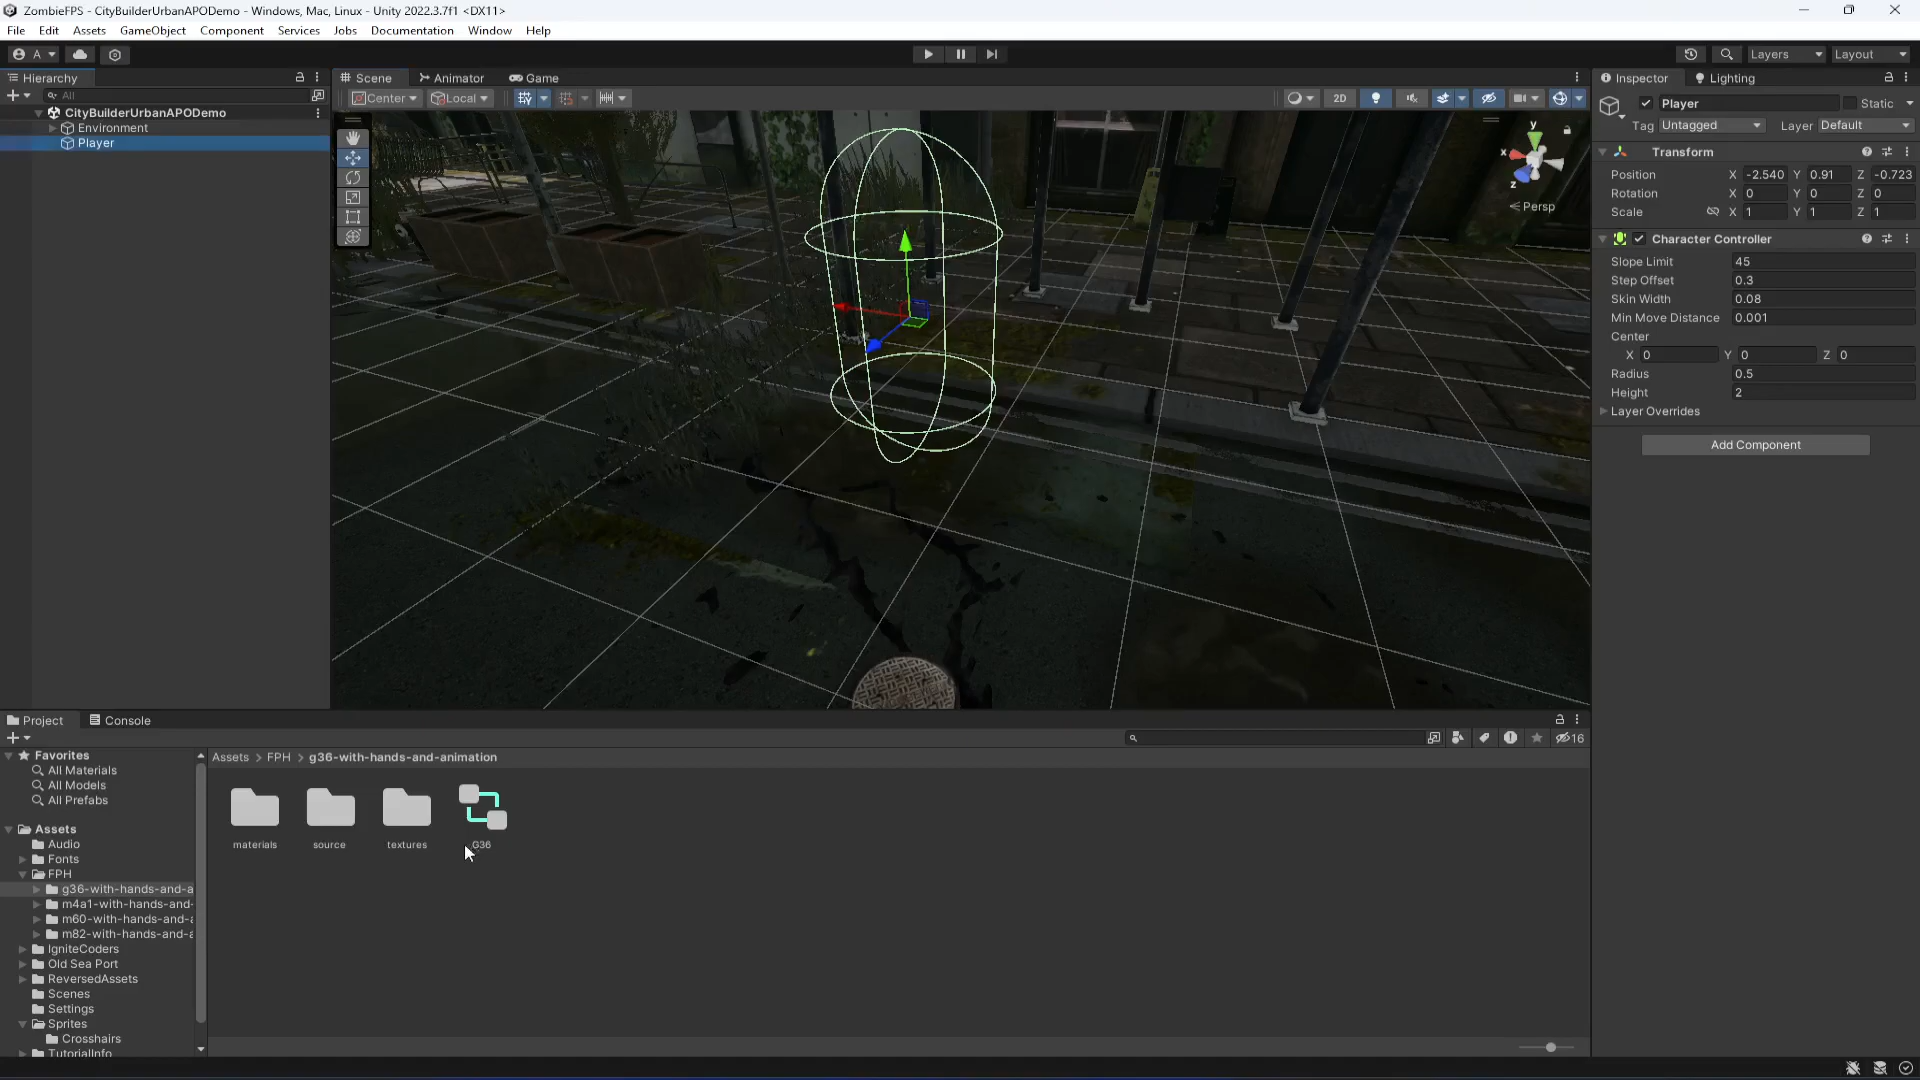 ZombieFPS - CityBuilderUrbanAPODemo - Windows, Mac, Linux - Unity 2022.3.7f1 <DX11>
File Edit Assets GameObject Component Services Jobs Documentation Window Help
A Layers Layout
Hierarchy
All
CityBuilderUrbanAPODemo
Environment
Player
Scene Animator Game
Center Local 2D
y
x
z
Persp
Inspector Lighting
Player Static
Tag Untagged Layer Default
Transform
Position X -2.540 Y 0.91 Z -0.723
Rotation X 0 Y 0 Z 0
Scale X 1 Y 1 Z 1
Character Controller
Slope Limit 45
Step Offset 0.3
Skin Width 0.08
Min Move Distance 0.001
Center
X 0 Y 0 Z 0
Radius 0.5
Height 2
Layer Overrides
Add Component
Project Console
16
Favorites
All Materials
All Models
All Prefabs
Assets
Audio
Fonts
FPH
g36-with-hands-and-a
m4a1-with-hands-and-
m60-with-hands-and-a
m82-with-hands-and-a
IgniteCoders
Old Sea Port
ReversedAssets
Scenes
Settings
Sprites
Crosshairs
TutorialInfo
Assets > FPH > g36-with-hands-and-animation
materials source textures G36